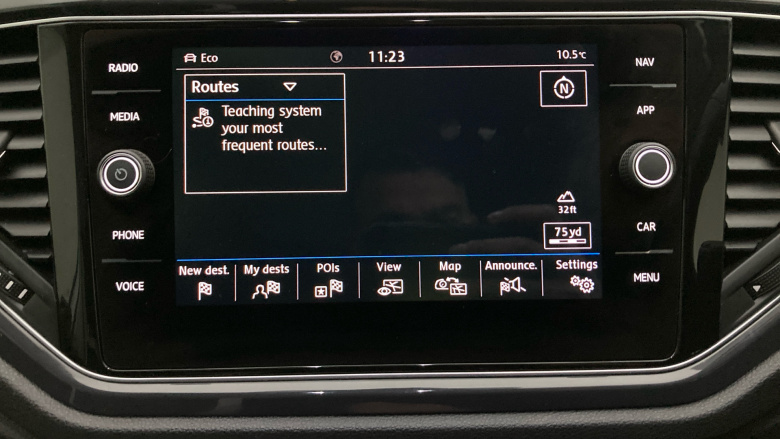 RADIO
MEDIA
PHONE
VOICE
Eco
11:23
10.5°C
Routes
Teaching system
your most
frequent routes...
N
32ft
75yd
New dest.
My dests
POIs
View
Map
Announce.
Settings
NAV
APP
CAR
MENU